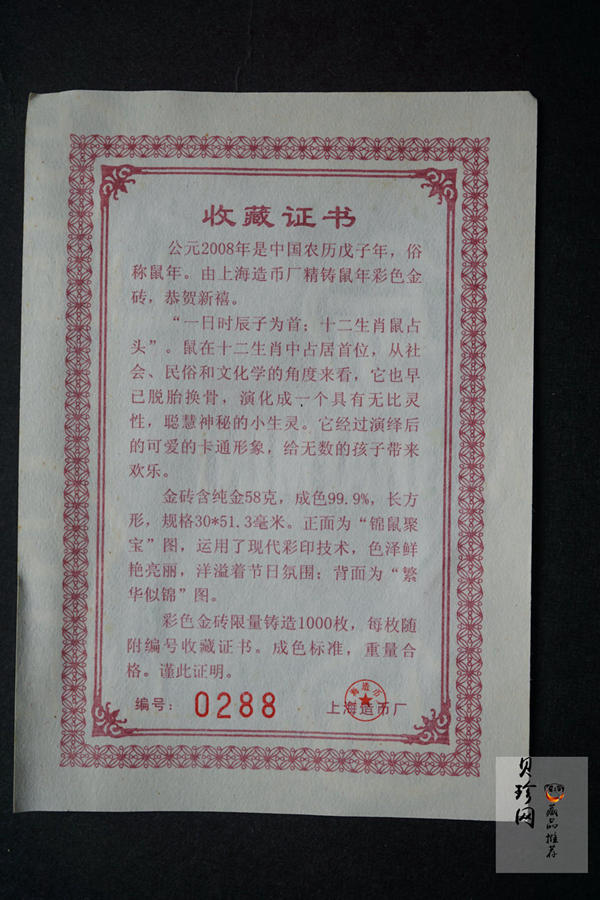 收藏证书
公元2008年是中国农历戊子年，俗
称鼠年。由上海造币厂精铸鼠年彩色金
砖，恭贺新禧。
“一日时辰子为首；十二生肖鼠占
头”。鼠在十二生肖中占居首位，从社
会、民俗和文化学的角度来看，它也早
已脱胎换骨，演化成一个具有无比灵
性，聪慧神秘的小生灵。它经过演绎后
的可爱的卡通形象，给无数的孩子带来
欢乐。
金砖含纯金58克，成色99.9%，长方
形，规格30*51.3毫米。正面为“锦鼠聚
宝”图，运用了现代彩印技术，色泽鲜
艳亮丽，洋溢着节日氛围；背面为“繁
华似锦”图。
彩色金砖限量铸造1000枚，每枚随
附编号收藏证书。成色标准，重量合
格。谨此证明。
编号：0288 上海造币厂
贝珍网
藏品推荐